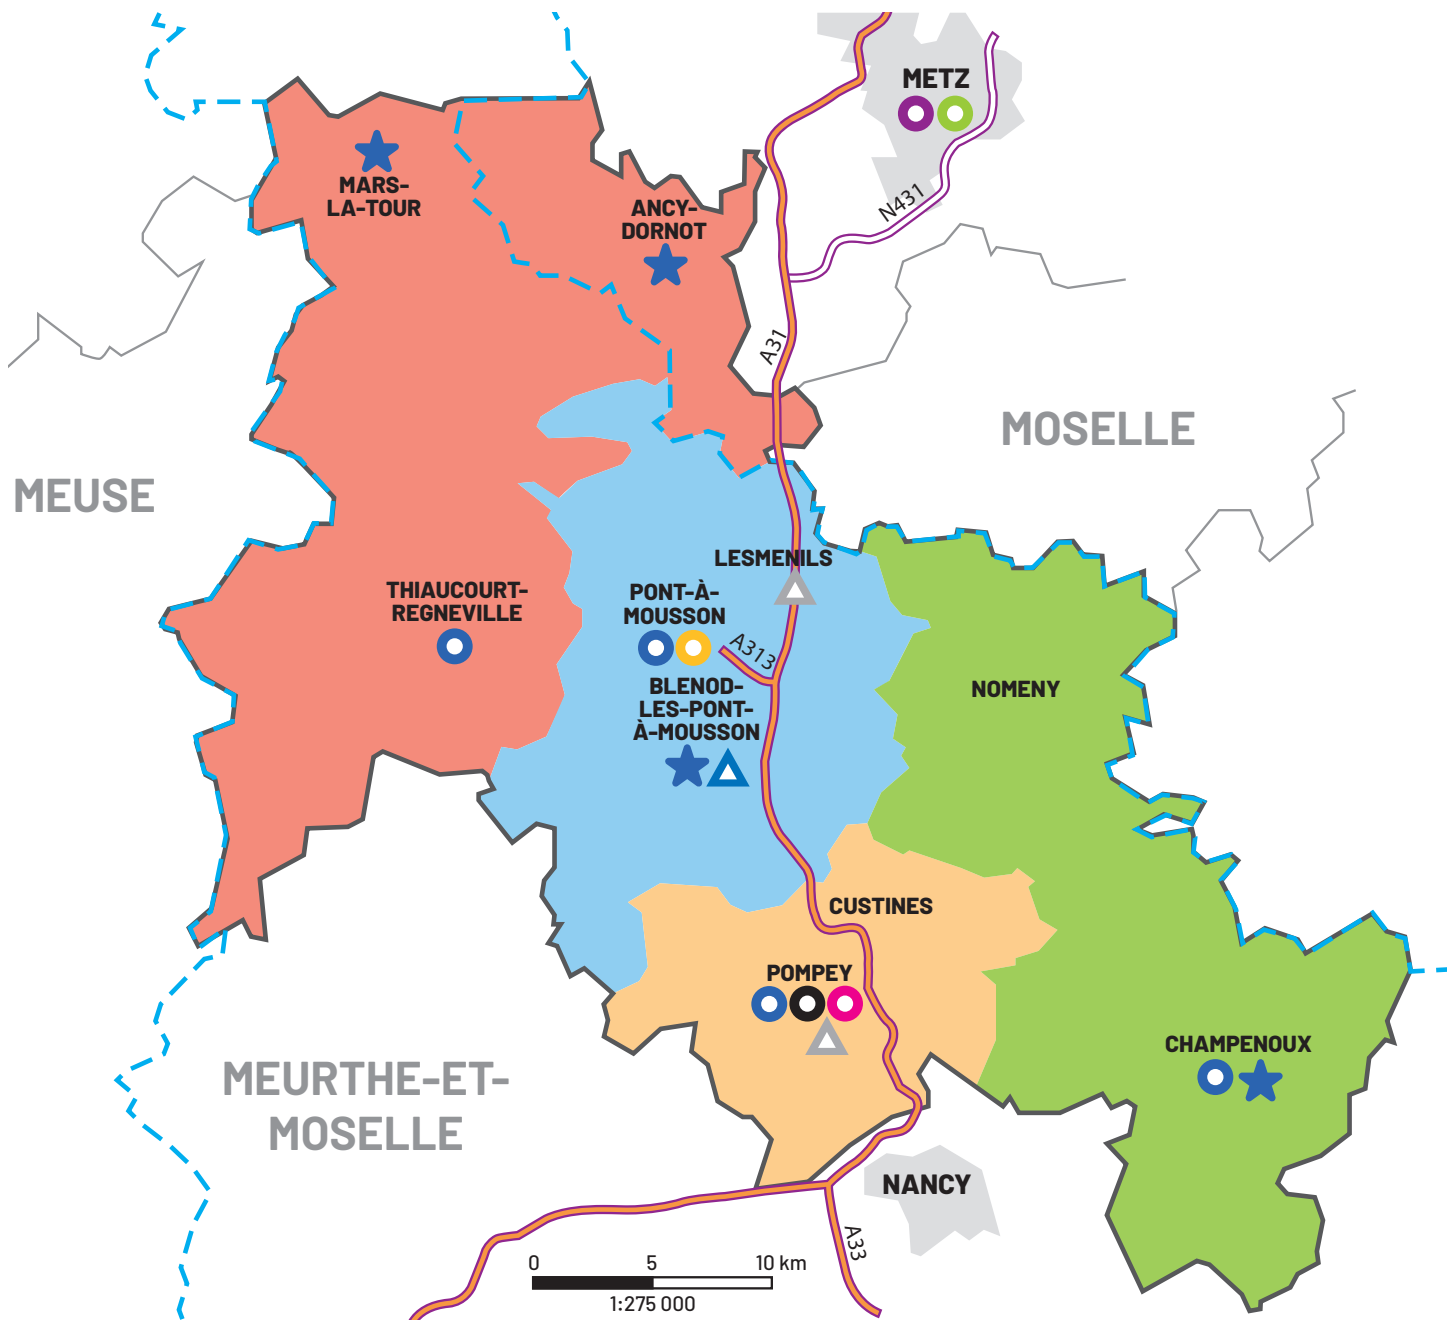 METZ
MARS-
LA-TOUR
ANCY-
DORNOT
N431
A31
MOSELLE
MEUSE
LESMENILS
THIAUCOURT-
REGNEVILLE
PONT-À-
MOUSSON
A313
BLENOD-
LES-PONT-
À-MOUSSON
NOMENY
CUSTINES
POMPEY
CHAMPENOUX
MEURTHE-ET-
MOSELLE
NANCY
A33
0 5 10 km
1:275 000